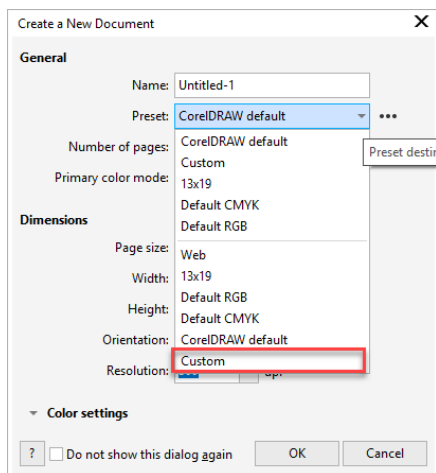 Create a New Document
General
Name: Untitled-1
Preset: CorelDRAW default
Number of pages: CorelDRAW default
Custom
Preset destin
Primary color mode: 13x19
Default CMYK
Default RGB
Dimensions
Page size: Web
Width: 13x19
Default RGB
Height: Default CMYK
Orientation: CorelDRAW default
Custom
Resolution:
Color settings
? Do not show this dialog again OK Cancel